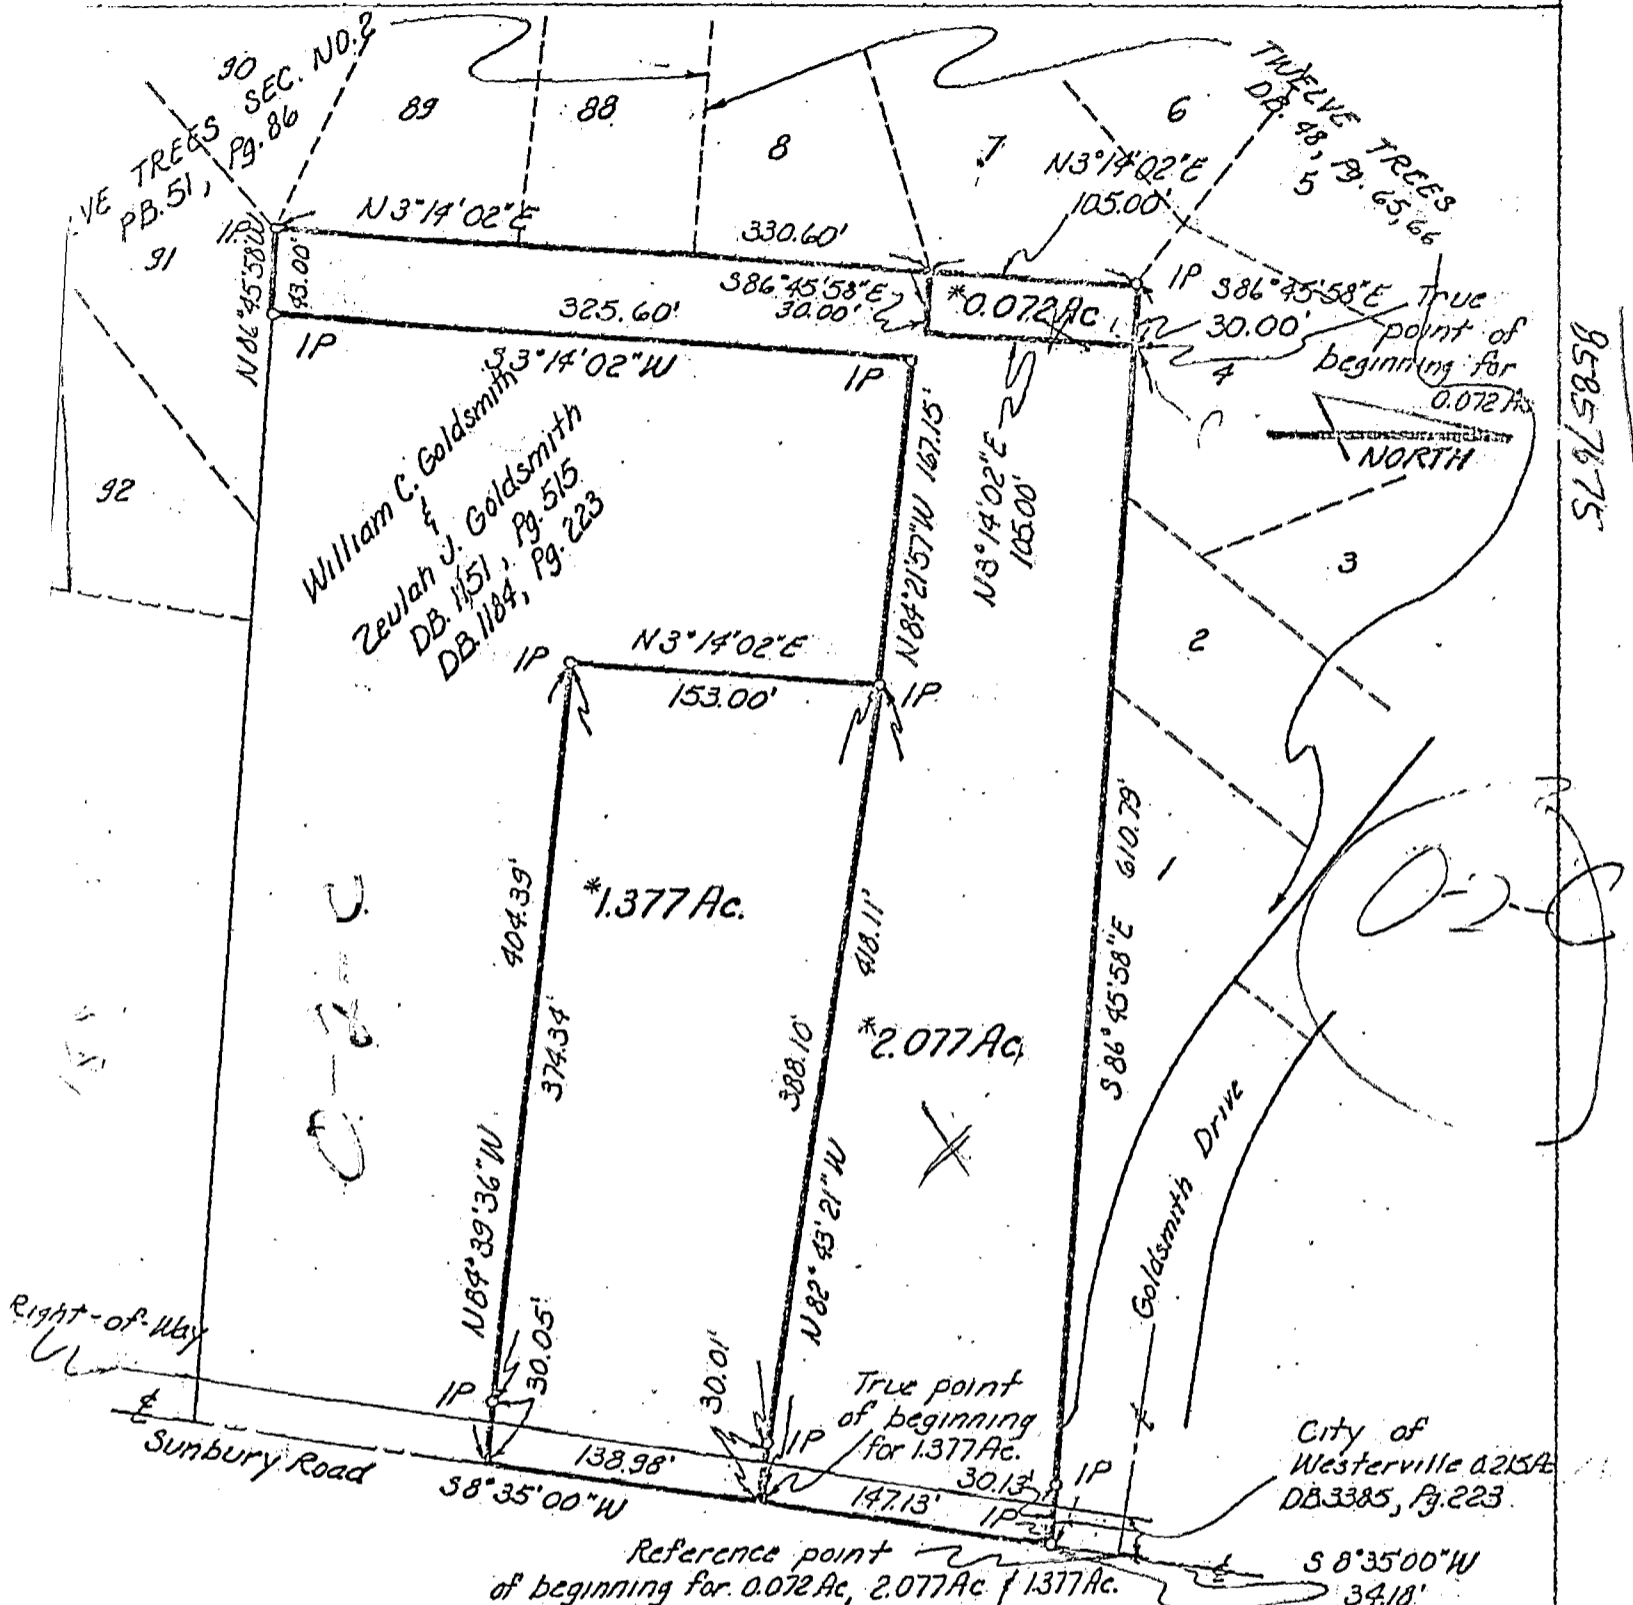 90
VE TREES SEC. NO. 2
PB. 51, Pg. 86
89
88
8
7
6
5
TWELVE TREES
DB. 48, Pg. 65, 66
91
IP
N 3°14'02"E
330.60'
N3°14'02"E
105.00'
IP
N 86°45'58"W
43.00'
S86°45'58"E
30.00'
*0.072 Ac
S86°45'58"E
30.00'
True
point of
beginning for
0.072 Ac
325.60'
IP
S 3°14'02"W
IP
4
NORTH
92
William C. Goldsmith
&
Zeulah J. Goldsmith
DB. 1151, Pg. 515
DB. 1184, Pg. 223
N84°21'57"W 167.15'
N3°14'02"E
105.00'
3
2
IP
N3°14'02"E
153.00'
IP
404.39'
374.34'
*1.377 Ac.
418.11'
388.10'
*2.077 Ac.
S 86°45'58"E 610.79'
1
O-2-C
O-2-C
X
N84°39'36"W
N 82°43'21"W
Goldsmith Drive
Right-of-Way
IP
30.05'
30.01'
IP
True point
of beginning
for 1.377 Ac.
30.13'
IP
IP
℄
Sunbury Road
138.98'
S8°35'00"W
147.13'
City of
Westerville 0.215 Ac
DB 3385, Pg. 223
℄
℄
Reference point
of beginning for 0.072 Ac, 2.077 Ac & 1.377 Ac.
S 8°35'00"W
34.18'
95857G75